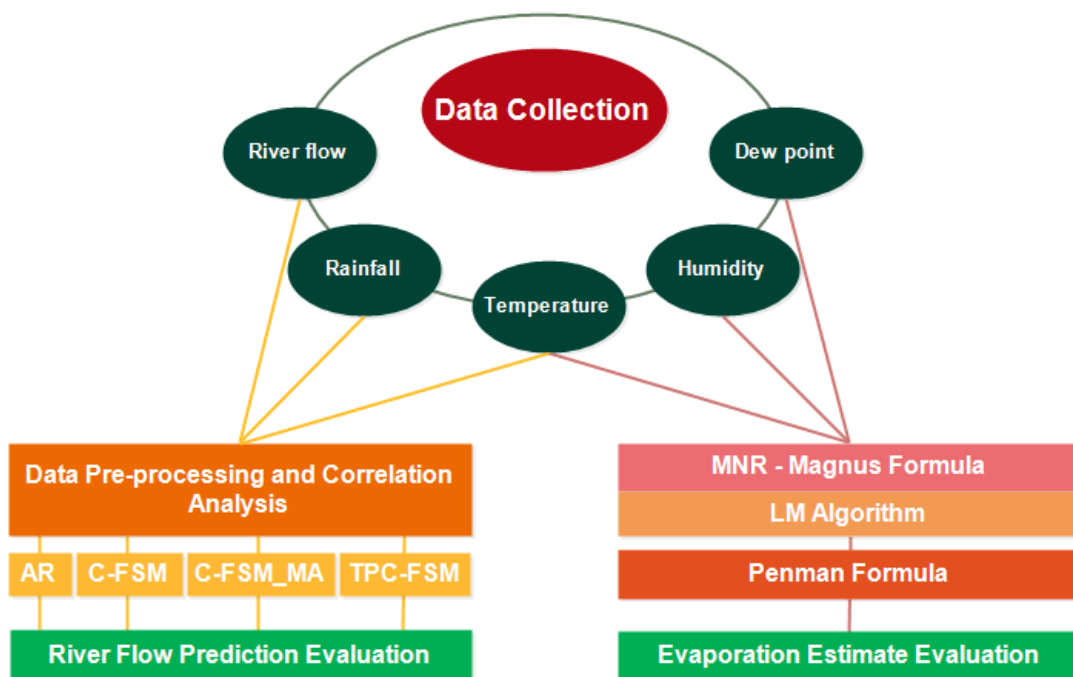 Data Collection
River flow
Dew point
Rainfall
Humidity
Temperature
Data Pre-processing and Correlation
Analysis
AR
C-FSM
C-FSM_MA
TPC-FSM
River Flow Prediction Evaluation
MNR - Magnus Formula
LM Algorithm
Penman Formula
Evaporation Estimate Evaluation